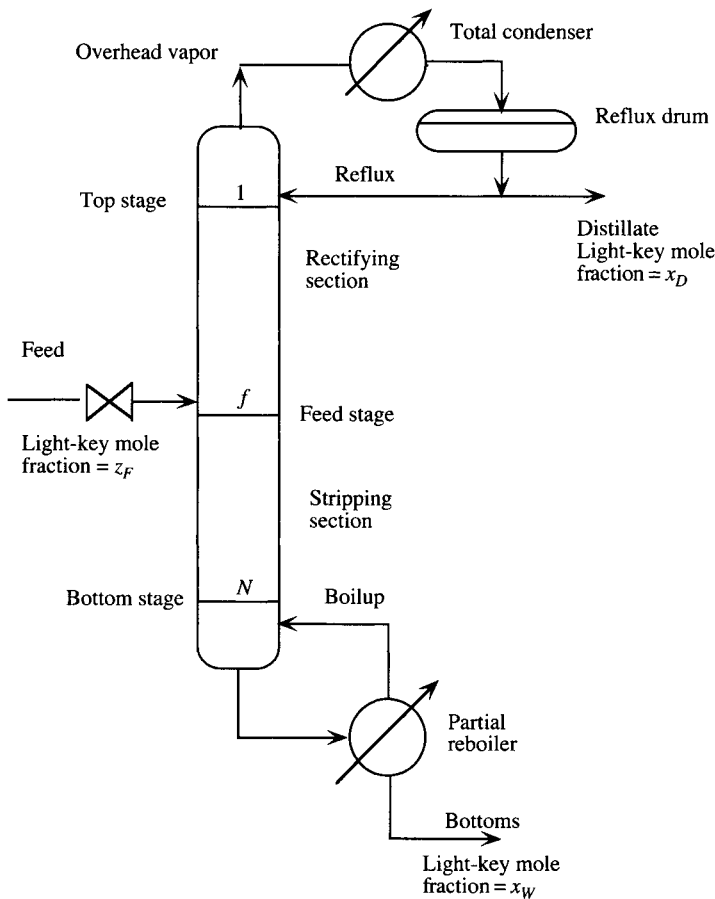 Overhead vapor
Total condenser
Reflux drum
Reflux
Top stage
1
Distillate
Light-key mole
fraction = x_D
Rectifying
section
Feed
f
Feed stage
Light-key mole
fraction = z_F
Stripping
section
Bottom stage
N
Boilup
Partial
reboiler
Bottoms
Light-key mole
fraction = x_W